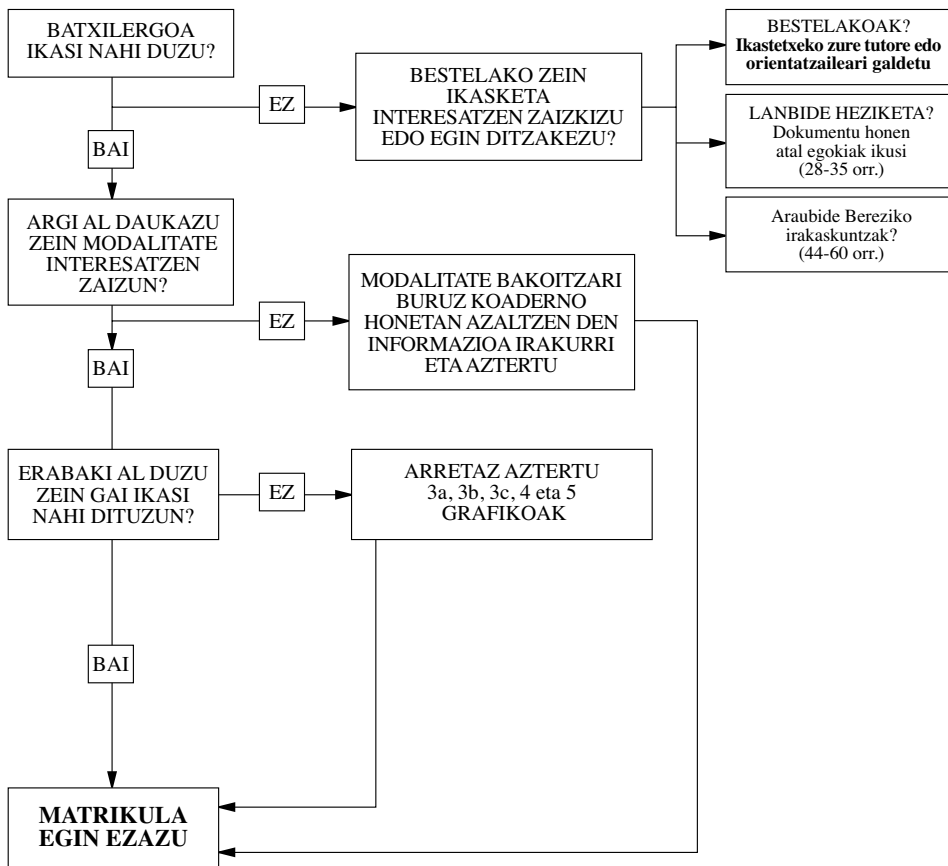 BATXILERGOA
IKASI NAHI DUZU?
EZ
BESTELAKO ZEIN
IKASKETA
INTERESATZEN ZAIZKIZU
EDO EGIN DITZAKEZU?
BESTELAKOAK?
Ikastetxeko zure tutore edo
orientatzaileari galdetu
LANBIDE HEZIKETA?
Dokumentu honen
atal egokiak ikusi
(28-35 orr.)
Araubide Bereziko
irakaskuntzak?
(44-60 orr.)
BAI
ARGI AL DAUKAZU
ZEIN MODALITATE
INTERESATZEN
ZAIZUN?
EZ
MODALITATE BAKOITZARI
BURUZ KOADERNO
HONETAN AZALTZEN DEN
INFORMAZIOA IRAKURRI
ETA AZTERTU
BAI
ERABAKI AL DUZU
ZEIN GAI IKASI
NAHI DITUZUN?
EZ
ARRETAZ AZTERTU
3a, 3b, 3c, 4 eta 5
GRAFIKOAK
BAI
MATRIKULA
EGIN EZAZU